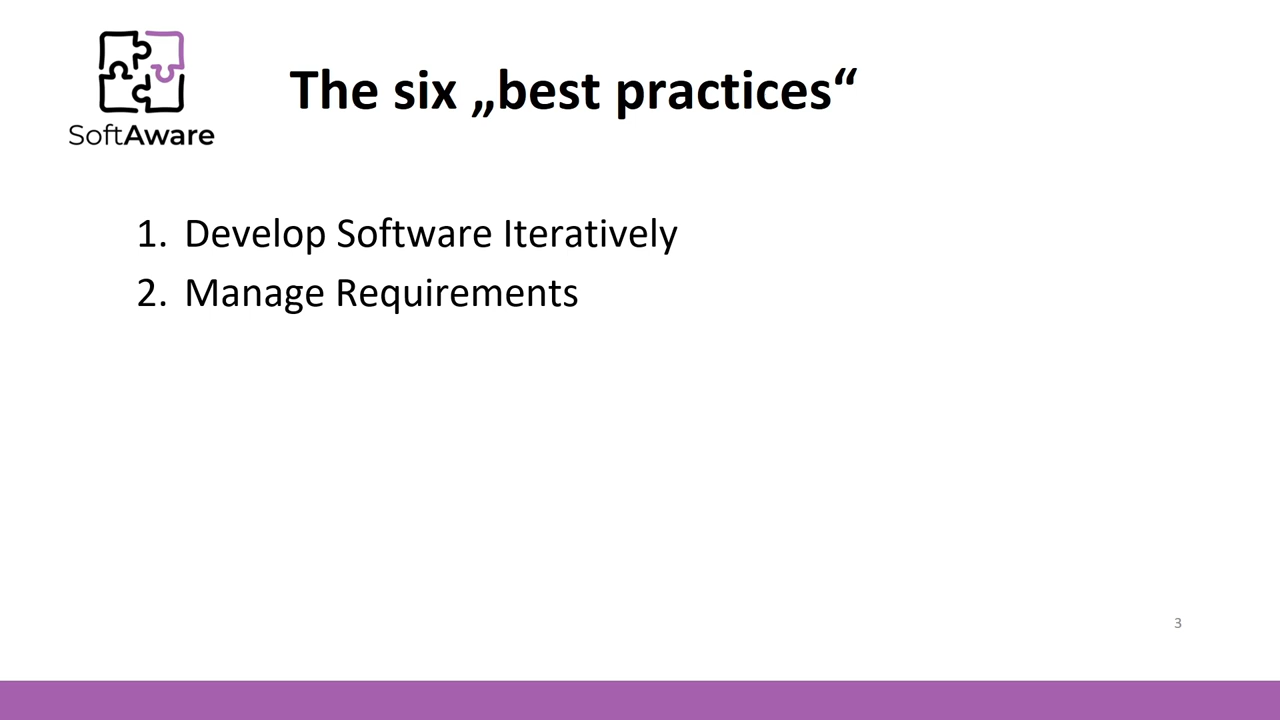 SoftAware
The six „best practices“
1. Develop Software Iteratively
2. Manage Requirements
3